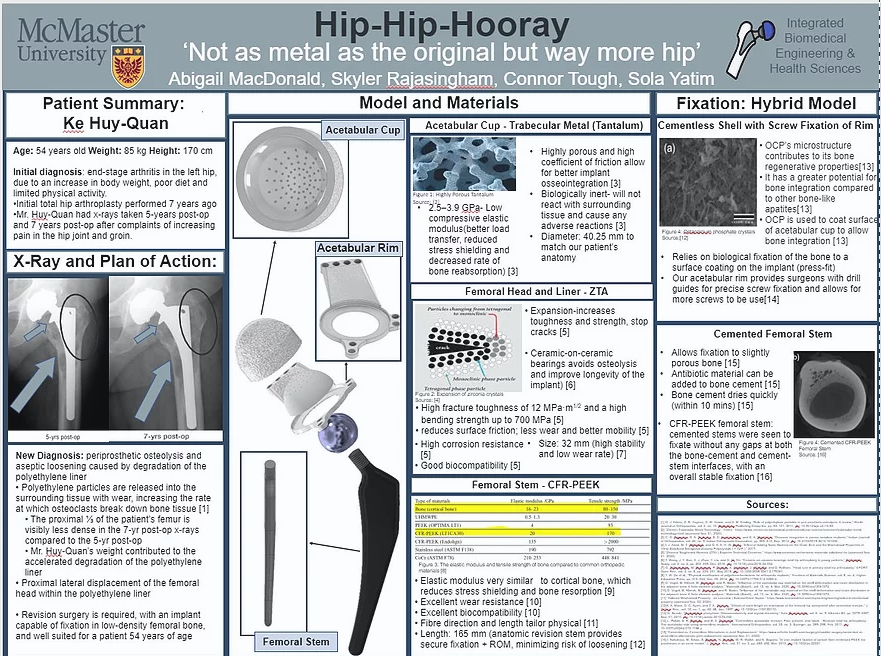 McMaster
University
Hip-Hip-Hooray
‘Not as metal as the original but way more hip’
Abigail MacDonald, Skyler Rajasingham, Connor Tough, Sola Yatim
Integrated
Biomedical
Engineering &
Health Sciences
Patient Summary:
Ke Huy-Quan
Age: 54 years old Weight: 85 kg Height: 170 cm
Initial diagnosis: end-stage arthritis in the left hip,
due to an increase in body weight, poor diet and
limited physical activity.
•Initial total hip arthroplasty performed 7 years ago
•Mr. Huy-Quan had x-rays taken 5-years post-op
and 7 years post-op after complaints of increasing
pain in the hip joint and groin.
X-Ray and Plan of Action:
5-yrs post-op
7-yrs post-op
New Diagnosis: periprosthetic osteolysis and
aseptic loosening caused by degradation of the
polyethylene liner
• Polyethylene particles are released into the
surrounding tissue with wear, increasing the rate
at which osteoclasts break down bone tissue [1]
• The proximal ⅓ of the patient's femur is
visibly less dense in the 7-yr post-op x-rays
compared to the 5-yr post-op
• Mr. Huy-Quan's weight contributed to the
accelerated degradation of the polyethylene
liner
• Proximal lateral displacement of the femoral
head within the polyethylene liner
• Revision surgery is required, with an implant
capable of fixation in low-density femoral bone,
and well suited for a patient 54 years of age
Model and Materials
Acetabular Cup
Acetabular Rim
Femoral Stem
Acetabular Cup - Trabecular Metal (Tantalum)
Figure 1: Highly Porous Tantalum
Source: [2]
• 2.5–3.9 GPa- Low
compressive elastic
modulus(better load
transfer, reduced
stress shielding and
decreased rate of
bone reabsorption) [3]
• Highly porous and high
coefficient of friction allow
for better implant
osseointegration [3]
• Biologically inert- will not
react with surrounding
tissue and cause any
adverse reactions [3]
• Diameter: 40.25 mm to
match our patient's
anatomy
Femoral Head and Liner - ZTA
Particles changing from tetragonal
to monoclinic
crack
Monoclinic phase particle
Tetragonal phase particle
Figure 2: Expansion of zirconia crystals
Source: [4]
• Expansion-increases
toughness and strength, stop
cracks [5]
• Ceramic-on-ceramic
bearings avoids osteolysis
and improve longevity of the
implant) [6]
• High fracture toughness of 12 MPa·m1/2 and a high
bending strength up to 700 MPa [5]
• reduces surface friction; less wear and better mobility [5]
• High corrosion resistance
[5]
• Good biocompatibility [5]
• Size: 32 mm (high stability
and low wear rate) [7]
Femoral Stem - CFR-PEEK
Type of materials Elastic modulus /GPa Tensile strength /MPa
Bone (cortical bone) 16–23 80–150
UHMWPE 0.5–1.3 20–30
PEEK (OPTIMA LT1) 4 93
CFR-PEEK (LT1CA30) 20 170
CFR-PEEK (Endolign) 135 >2000
Stainless steel (ASTM F138) 190 792
CoCr (ASTM F78) 210–253 448–841
Figure 3. The elastic modulus and tensile strength of bone compared to common orthopedic
materials [8]
• Elastic modulus very similar to cortical bone, which
reduces stress shielding and bone resorption [9]
• Excellent wear resistance [10]
• Excellent biocompatibility [10]
• Fibre direction and length tailor physical [11]
• Length: 165 mm (anatomic revision stem provides
secure fixation + ROM, minimizing risk of loosening [12]
Fixation: Hybrid Model
Cementless Shell with Screw Fixation of Rim
(a)
Source:[12]
• OCP's microstructure
contributes to its bone
regenerative properties[13]
• It has a greater potential for
bone integration compared
to other bone-like
apatites[13]
• OCP is used to coat surface
of acetabular cup to allow
bone integration [13]
• Relies on biological fixation of the bone to a
surface coating on the implant (press-fit)
• Our acetabular rim provides surgeons with drill
guides for precise screw fixation and allows for
more screws to be use[14]
Cemented Femoral Stem
• Allows fixation to slightly
porous bone [15]
• Antibiotic material can be
added to bone cement [15]
• Bone cement dries quickly
(within 10 mins) [15]
• CFR-PEEK femoral stem:
cemented stems were seen to
fixate without any gaps at both
the bone-cement and cement-
stem interfaces, with an
overall stable fixation [16]
b)
Figure 4: Cemented CFR-PEEK
Femoral Stem
Source: [16]
Sources: